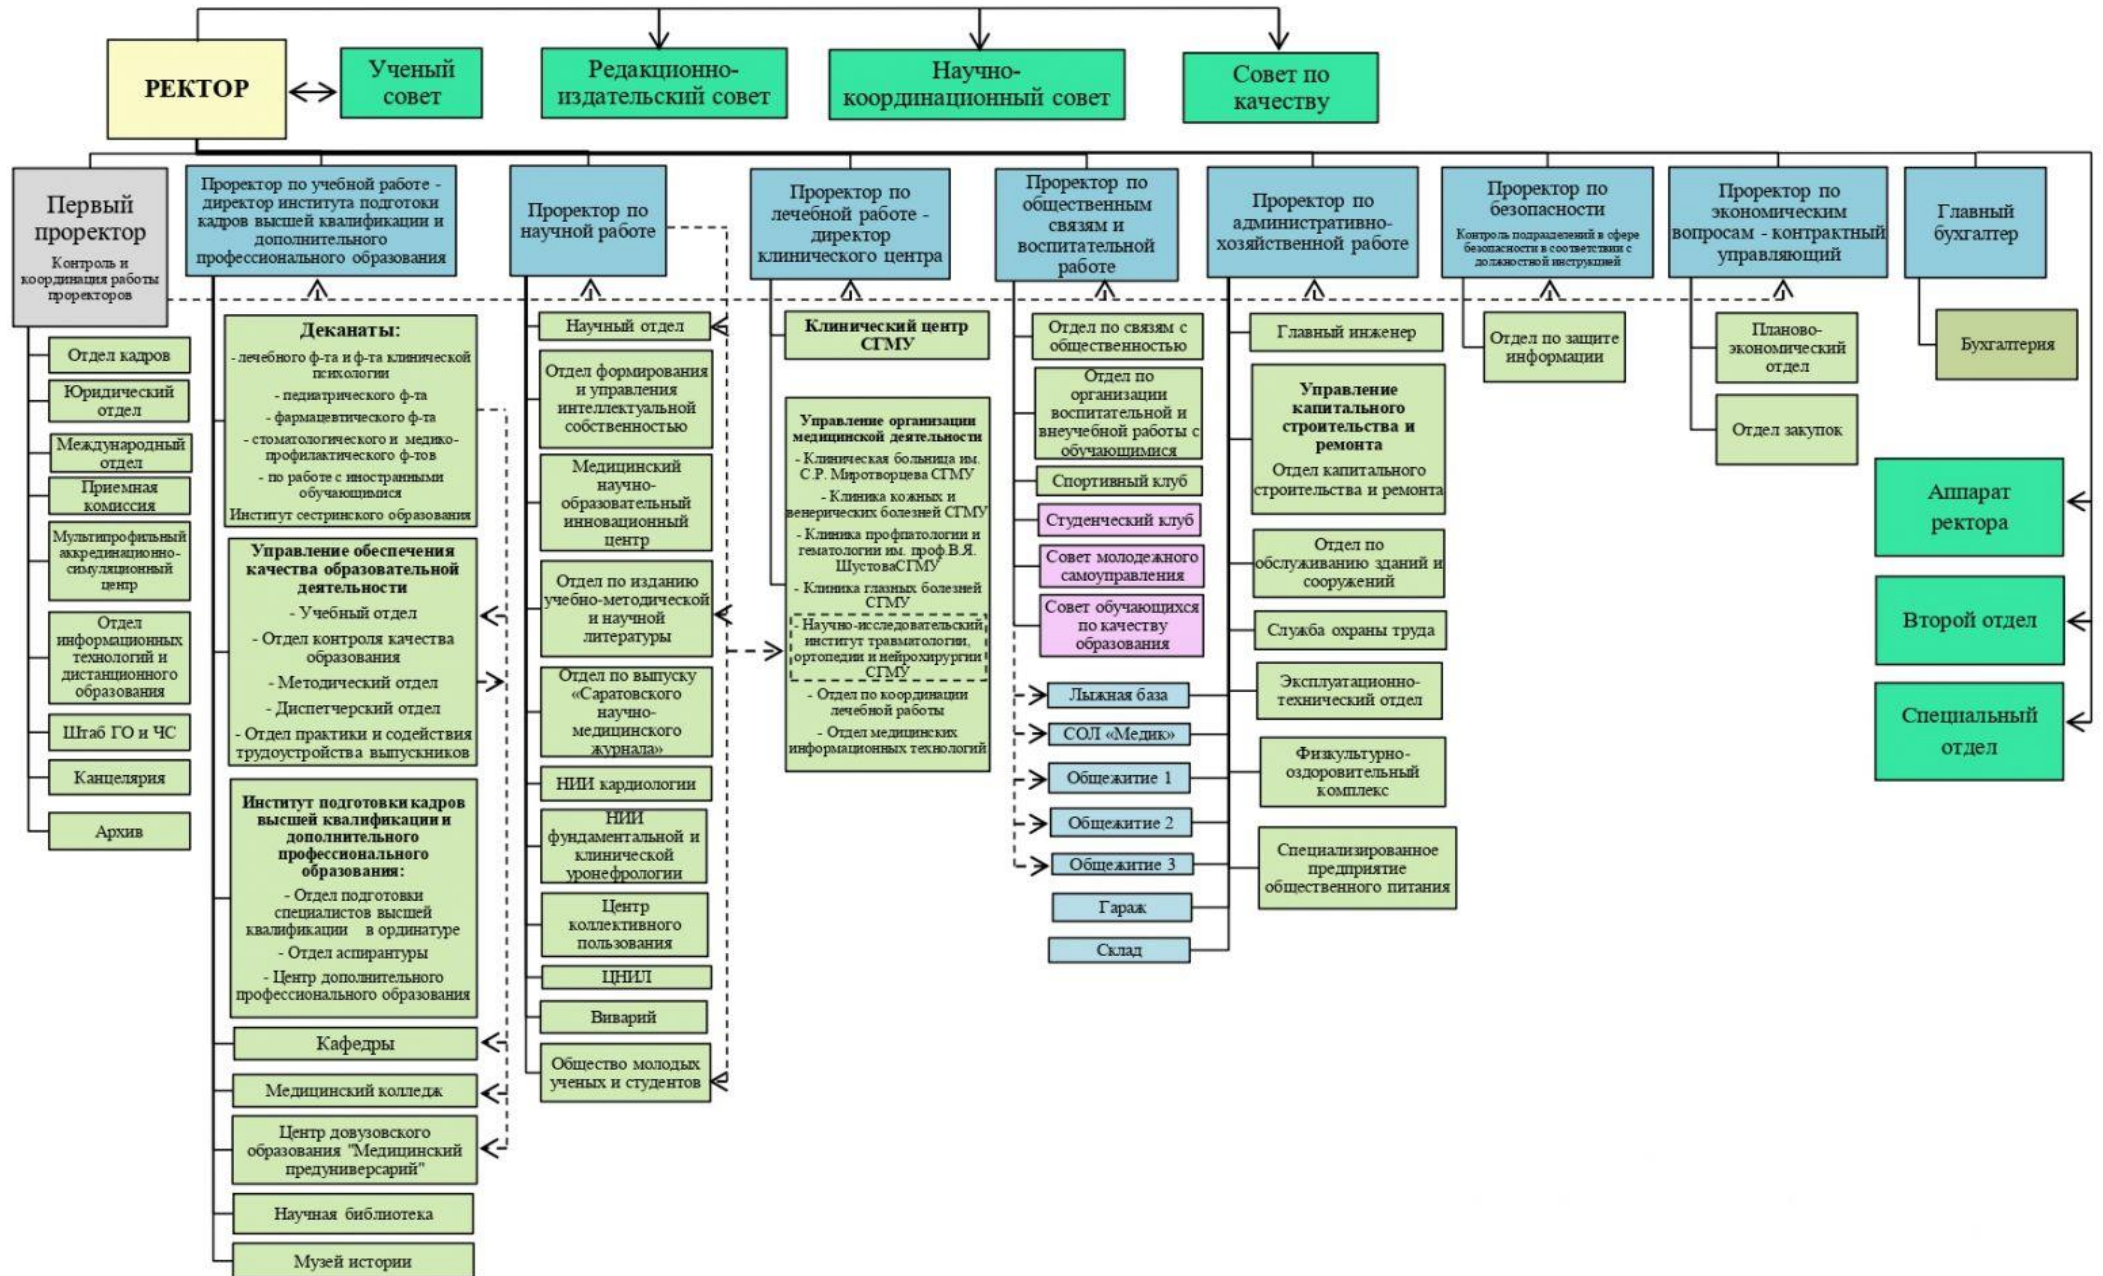 РЕКТОР
Ученый
совет
Редакционно-
издательский совет
Научно-
координационный совет
Совет по
качеству
Первый
проректор
Контроль и
координация работы
проректоров
Отдел кадров
Юридический
отдел
Международный
отдел
Приемная
комиссия
Мультипрофильный
аккрединационно-
симуляционный
центр
Отдел
информационных
технологий и
дистанционного
образования
Штаб ГО и ЧС
Канцелярия
Архив
Проректор по учебной работе -
директор института подготоки
кадров высшей квалификации и
дополнительного
профессионального образования
Деканаты:
- лечебного ф-та и ф-та клинической
психологии
- педиатрического ф-та
- фармацевтического ф-та
- стоматологического и медико-
профилактического ф-тов
- по работе с иностранными
обучающимися
Институт сестринского образования
Управление обеспечения
качества образовательной
деятельности
- Учебный отдел
- Отдел контроля качества
образования
- Методический отдел
- Диспетчерский отдел
- Отдел практики и содействия
трудоустройства выпускников
Институт подготовки кадров
высшей квалификации и
дополнительного
профессионального
образования:
- Отдел подготовки
специалистов высшей
квалификации в ординатуре
- Отдел аспирантуры
- Центр дополнительного
профессионального образования
Кафедры
Медицинский колледж
Центр довузовского
образования "Медицинский
предуниверсарий"
Научная библиотека
Музей истории
Проректор по
научной работе
Научный отдел
Отдел формирования
и управления
интеллектуальной
собственностью
Медицинский
научно-
образовательный
инновационный
центр
Отдел по изданию
учебно-методической
и научной
литературы
Отдел по выпуску
«Саратовского
научно-
медицинского
журнала»
НИИ кардиологии
НИИ
фундаментальной и
клинической
уронефрологии
Центр
коллективного
пользования
ЦНИЛ
Виварий
Общество молодых
ученых и студентов
Проректор по
лечебной работе -
директор
клинического центра
Клинический центр
СГМУ
Управление организации
медицинской деятельности
- Клиническая больница им.
С.Р. Миротворцева СГМУ
- Клиника кожных и
венерических болезней СГМУ
- Клиника профпатологии и
гематологии им. проф.В.Я.
ШустоваСГМУ
- Клиника глазных болезней
СГМУ
- Научно-исследовательский
институт травматологии,
ортопедии и нейрохирургии
СГМУ
- Отдел по координации
лечебной работы
- Отдел медицинских
информационных технологий
Проректор по
общественным
связям и
воспитательной
работе
Отдел по связям с
общественностью
Отдел по
организации
воспитательной и
внеучебной работы с
обучающимися
Спортивный клуб
Студенческий клуб
Совет молодежного
самоуправления
Совет обучающихся
по качеству
образования
Лыжная база
СОЛ «Медик»
Общежитие 1
Общежитие 2
Общежитие 3
Гараж
Склад
Проректор по
административно-
хозяйственной работе
Главный инженер
Управление
капитального
строительства и
ремонта
Отдел капитального
строительства и ремонта
Отдел по
обслуживанию зданий и
сооружений
Служба охраны труда
Эксплуатационно-
технический отдел
Физкультурно-
оздоровительный
комплекс
Специализированное
предприятие
общественного питания
Проректор по
безопасности
Контроль подразделений в сфере
безопасности в соответствии с
должностной инструкцией
Отдел по защите
информации
Проректор по
экономическим
вопросам - контрактный
управляющий
Планово-
экономический
отдел
Отдел закупок
Главный
бухгалтер
Бухгалтерия
Аппарат
ректора
Второй отдел
Специальный
отдел